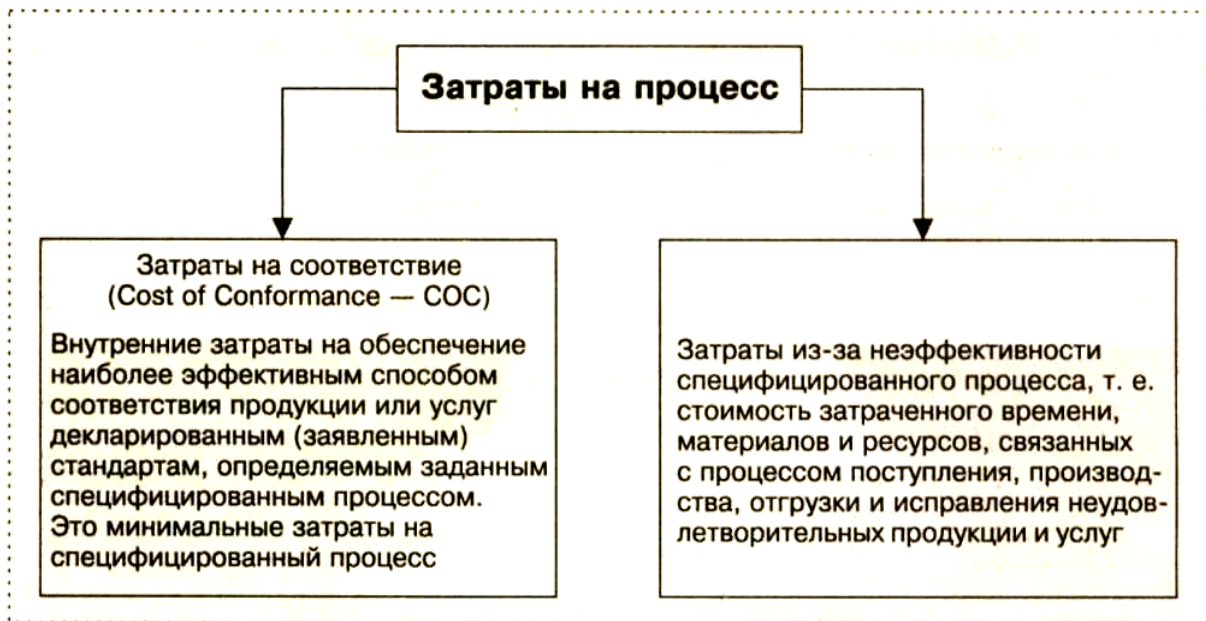 Затраты на процесс
Затраты на соответствие
(Cost of Conformance — COC)
Внутренние затраты на обеспечение
наиболее эффективным способом
соответствия продукции или услуг
декларированным (заявленным)
стандартам, определяемым заданным
специфицированным процессом.
Это минимальные затраты на
специфицированный процесс
Затраты из-за неэффективности
специфицированного процесса, т. е.
стоимость затраченного времени,
материалов и ресурсов, связанных
с процессом поступления, производ-
ства, отгрузки и исправления неудов-
летворительных продукции и услуг